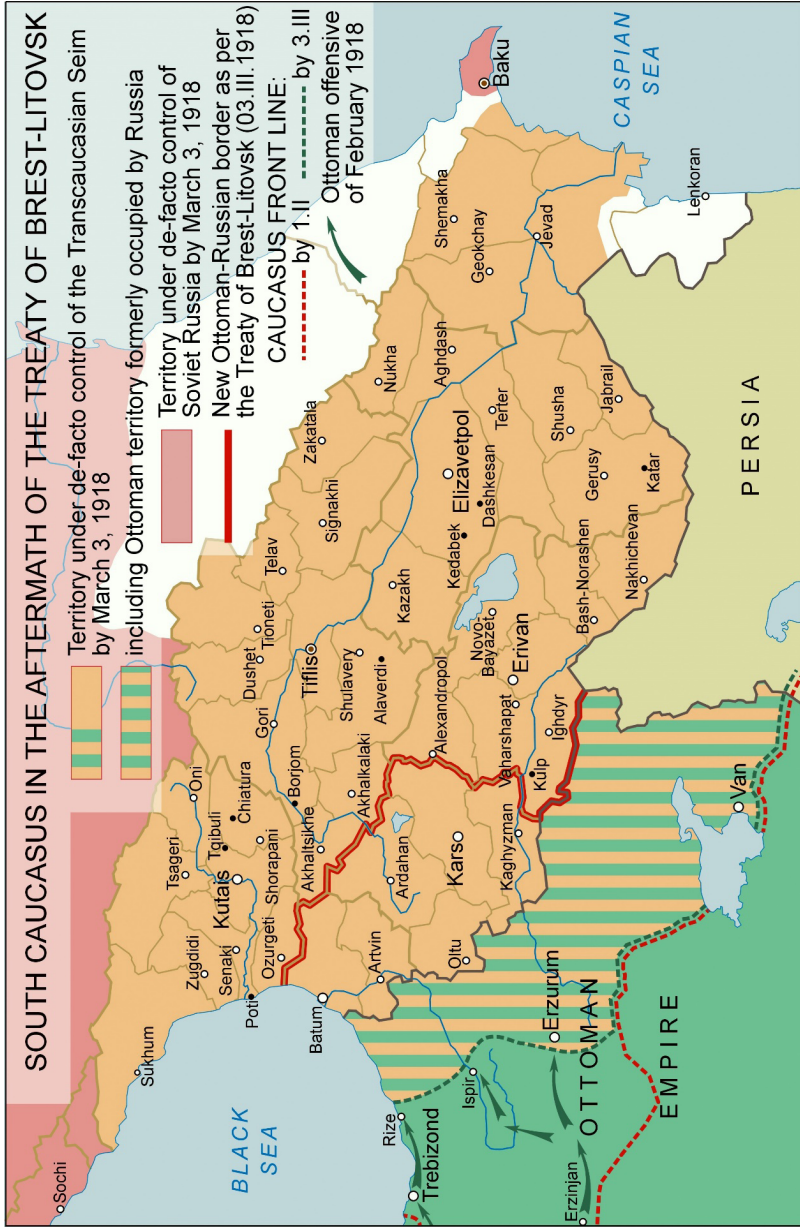 SOUTH CAUCASUS IN THE AFTERMATH OF THE TREATY OF BREST-LITOVSK
Territory under de-facto control of the Transcaucasian Seim
by March 3, 1918
including Ottoman territory formerly occupied by Russia
Territory under de-facto control of
Soviet Russia by March 3, 1918
New Ottoman-Russian border as per
the Treaty of Brest-Litovsk (03.III.1918)
CAUCASUS FRONT LINE:
by 1.II
by 3.III
Ottoman offensive
of February 1918
Sochi
Sukhum
BLACK
SEA
Zugdidi
Tsageri
Oni
Senaki
Kutais
Tqibuli
Chiatura
Poti
Shorapani
Ozurgeti
Batum
Akhaltsikhe
Borjom
Gori
Dushet
Tioneti
Telav
Tiflis
Signakhi
Zakatala
Nukha
Shulavery
Alaverdi
Akhalkalaki
Kazakh
Artvin
Ardahan
Alexandropol
Oltu
Kars
Kaghyzman
Vaharshapat
Kulp
Ighdyr
Erivan
Novo-
Bayazet
Kedabek
Dashkesan
Elizavetpol
Terter
Aghdash
Geokchay
Shemakha
Jevad
Baku
CASPIAN
SEA
Lenkoran
Shusha
Jabrail
Gerusy
Katar
Bash-Norashen
Nakhichevan
PERSIA
Rize
Trebizond
Ispir
Erzinjan
Erzurum
OTTOMAN
EMPIRE
Van